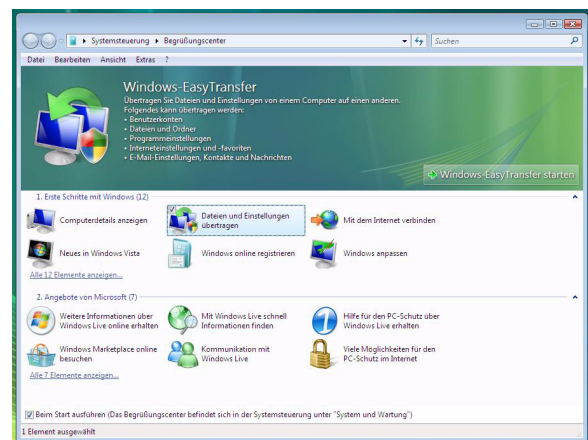 Systemsteuerung ▸ Begrüßungscenter
Suchen
Datei Bearbeiten Ansicht Extras ?
Windows-EasyTransfer
Übertragen Sie Dateien und Einstellungen von einem Computer auf einen anderen.
Folgendes kann übertragen werden:
• Benutzerkonten
• Dateien und Ordner
• Programmeinstellungen
• Interneteinstellungen und -favoriten
• E-Mail-Einstellungen, Kontakte und Nachrichten
Windows-EasyTransfer starten
1. Erste Schritte mit Windows (12)
Computerdetails anzeigen
Dateien und Einstellungen
übertragen
Mit dem Internet verbinden
Neues in Windows Vista
Windows online registrieren
Windows anpassen
Alle 12 Elemente anzeigen...
2. Angebote von Microsoft (7)
Weitere Informationen über
Windows Live online erhalten
Mit Windows Live schnell
Informationen finden
Hilfe für den PC-Schutz über
Windows Live erhalten
Windows Marketplace online
besuchen
Kommunikation mit
Windows Live
Viele Möglichkeiten für den
PC-Schutz im Internet
Alle 7 Elemente anzeigen...
Beim Start ausführen (Das Begrüßungscenter befindet sich in der Systemsteuerung unter "System und Wartung")
1 Element ausgewählt